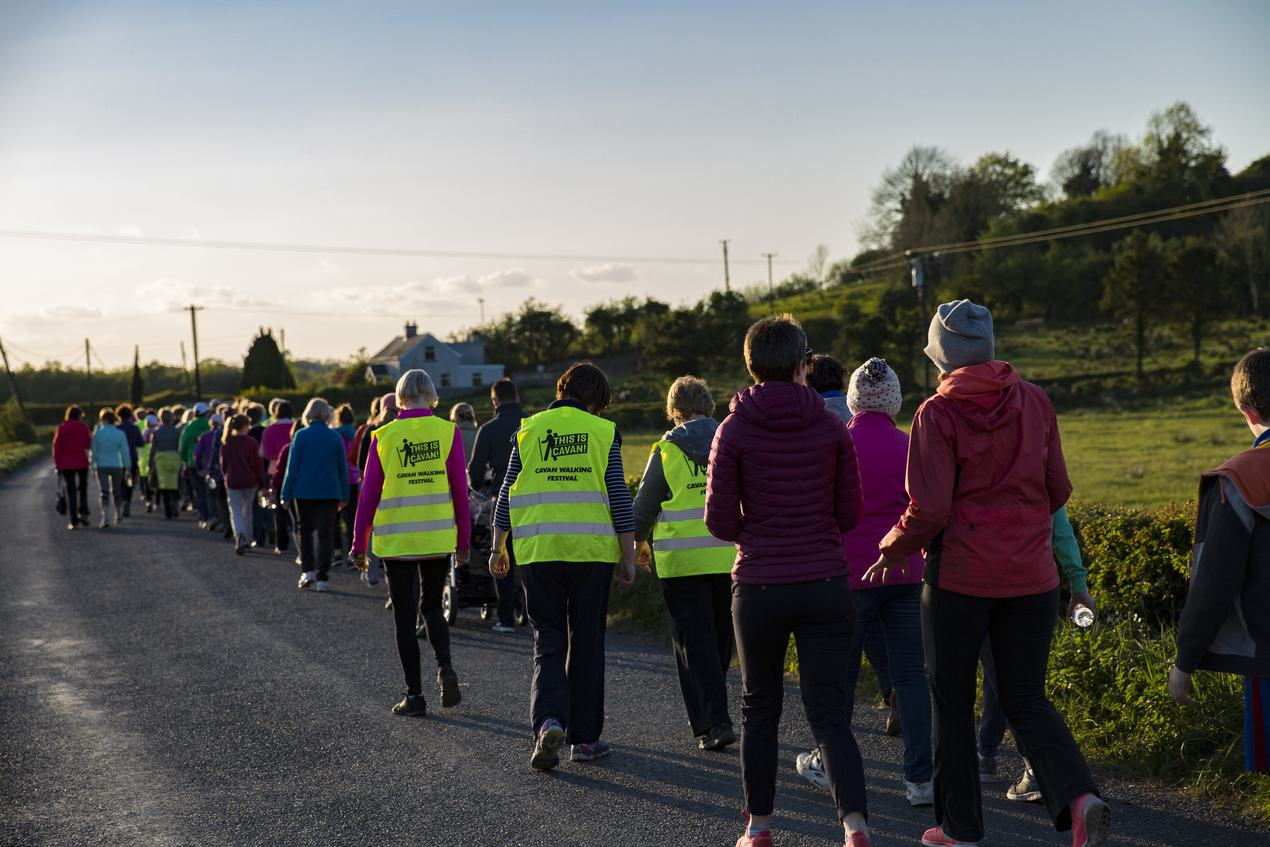 THIS IS
CAVAN!
CAVAN WALKING
FESTIVAL
THIS IS
CAVAN!
CAVAN WALKING
FESTIVAL